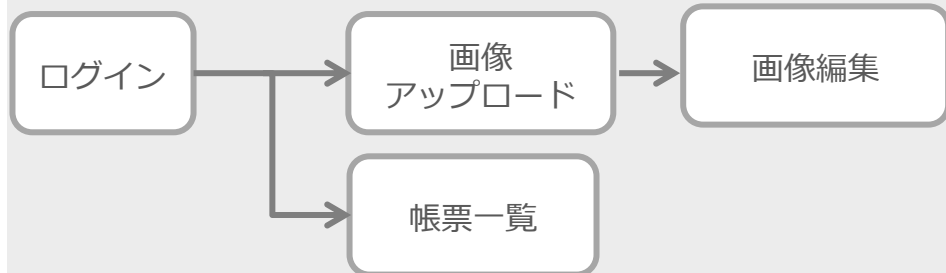 ログイン
画像
アップロード
画像編集
帳票一覧